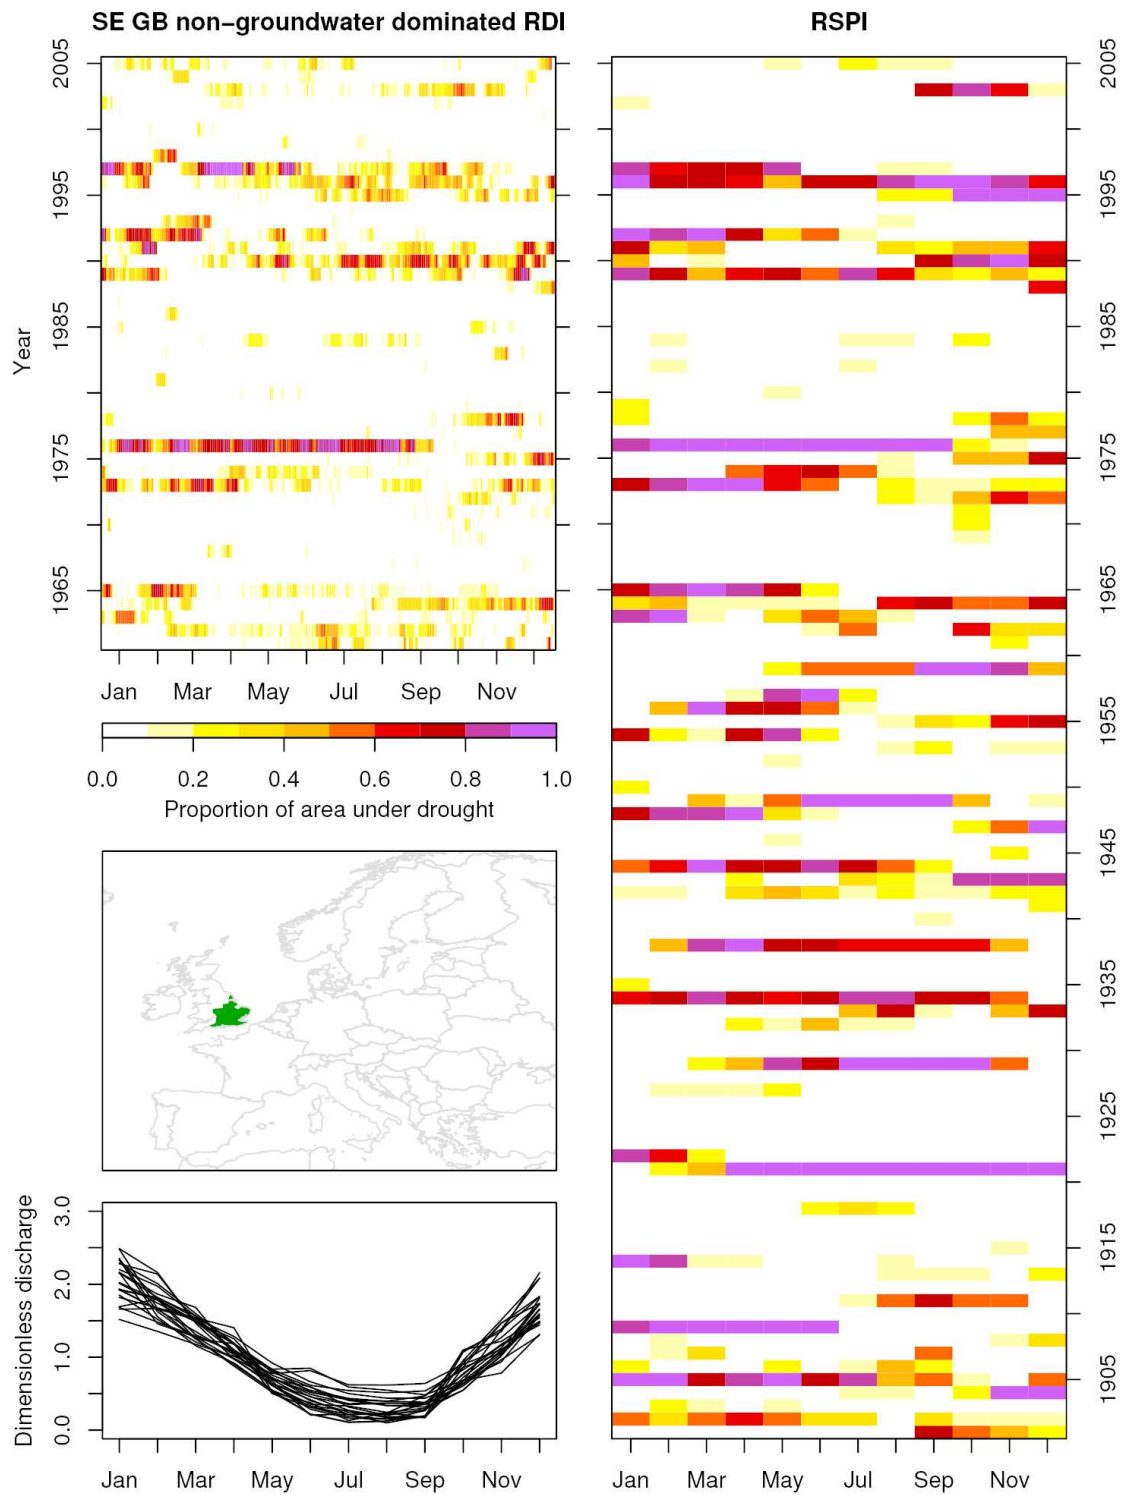 SE GB non−groundwater dominated RDI
RSPI
Year
2005
1995
1985
1975
1965
Jan Mar May Jul Sep Nov
0.0 0.2 0.4 0.6 0.8 1.0
Proportion of area under drought
Dimensionless discharge
3.0
2.0
1.0
0.0
Jan Mar May Jul Sep Nov
2005
1995
1985
1975
1965
1955
1945
1935
1925
1915
1905
Jan Mar May Jul Sep Nov